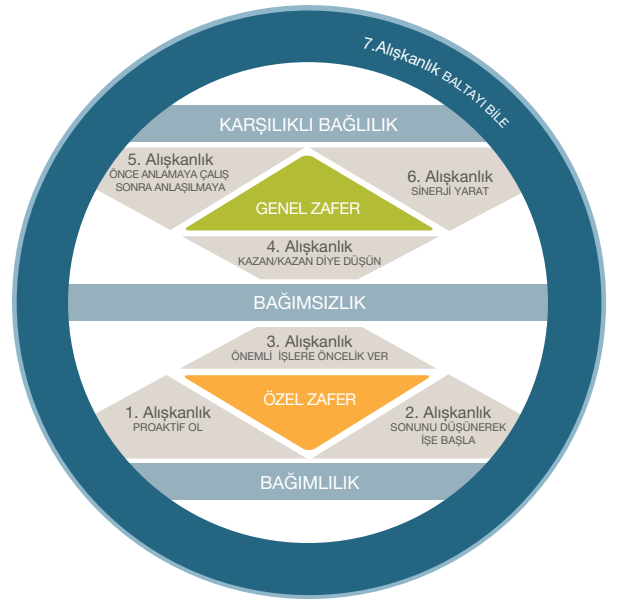 7.Alışkanlık BALTAYI BİLE
KARŞILIKLI BAĞLILIK
5. Alışkanlık
ÖNCE ANLAMAYA ÇALIŞ
SONRA ANLAŞILMAYA
6. Alışkanlık
SİNERJİ YARAT
GENEL ZAFER
4. Alışkanlık
KAZAN/KAZAN DİYE DÜŞÜN
BAĞIMSIZLIK
3. Alışkanlık
ÖNEMLİ İŞLERE ÖNCELİK VER
ÖZEL ZAFER
1. Alışkanlık
PROAKTİF OL
2. Alışkanlık
SONUNU DÜŞÜNEREK
İŞE BAŞLA
BAĞIMLILIK